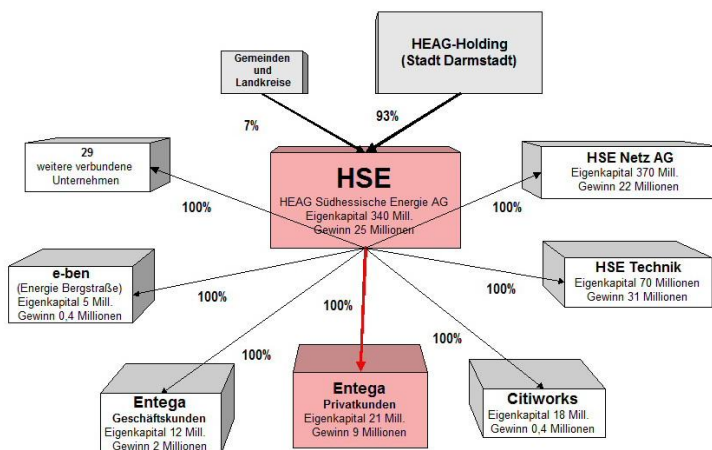 Gemeinden
und
Landkreise
HEAG-Holding
(Stadt Darmstadt)
7%
93%
29
weitere verbundene
Unternehmen
HSE
HEAG Südhessische Energie AG
Eigenkapital 340 Mill.
Gewinn 25 Millionen
HSE Netz AG
Eigenkapital 370 Mill.
Gewinn 22 Millionen
100%
100%
e-ben
(Energie Bergstraße)
Eigenkapital 5 Mill.
Gewinn 0,4 Millionen
100%
100%
HSE Technik
Eigenkapital 70 Millionen
Gewinn 31 Millionen
100%
100%
100%
Entega
Geschäftskunden
Eigenkapital 12 Mill.
Gewinn 2 Millionen
Entega
Privatkunden
Eigenkapital 21 Mill.
Gewinn 9 Millionen
Citiworks
Eigenkapital 18 Mill.
Gewinn 0,4 Millionen